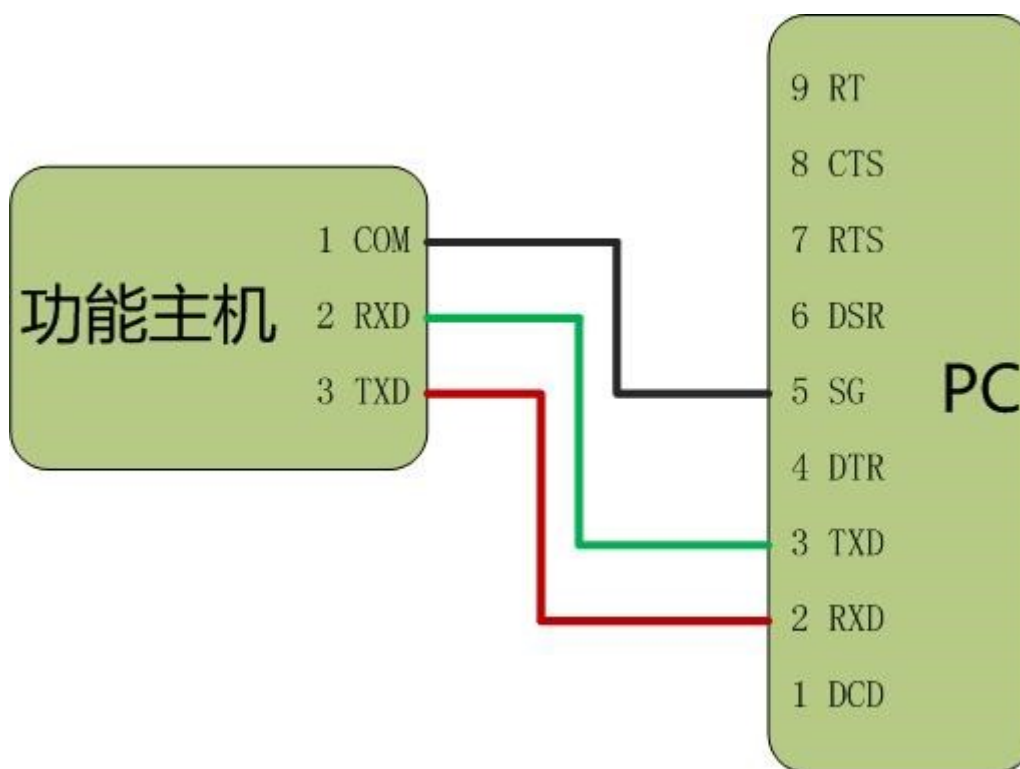 功能主机
1 COM
2 RXD
3 TXD
9 RT
8 CTS
7 RTS
6 DSR
5 SG
4 DTR
3 TXD
2 RXD
1 DCD
PC